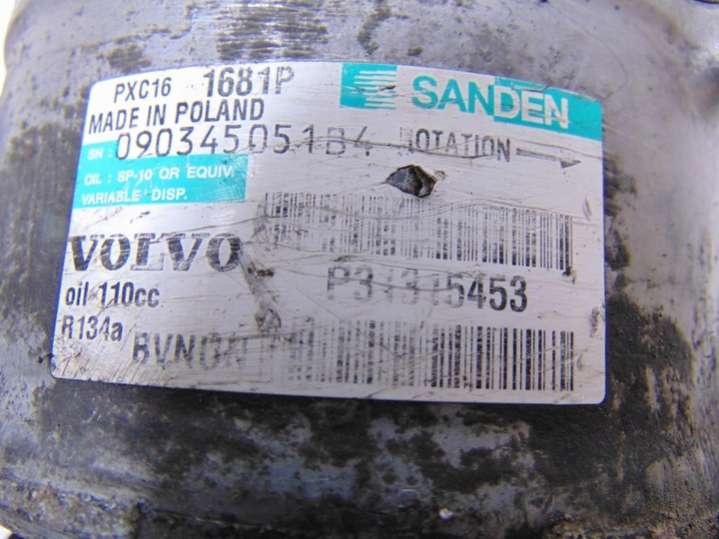 PXC16 1681P SANDEN
MADE IN POLAND
SN: 090345051B4 ROTATION
OIL : SP-10 OR EQUIV.
VARIABLE DISP.
VOLVO
P31315453
oil 110cc
R134a